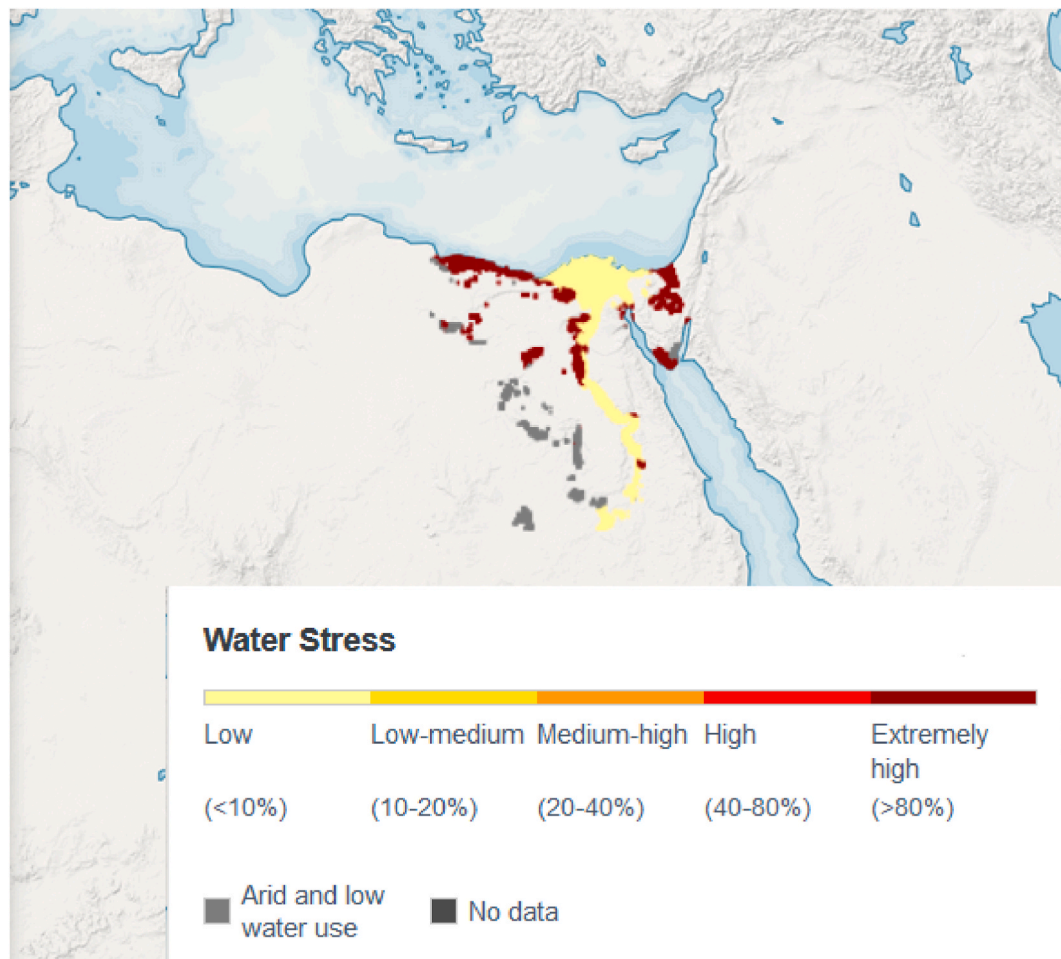 Water Stress
Low
Low-medium
Medium-high
High
Extremely
high
(<10%)
(10-20%)
(20-40%)
(40-80%)
(>80%)
Arid and low
water use
No data